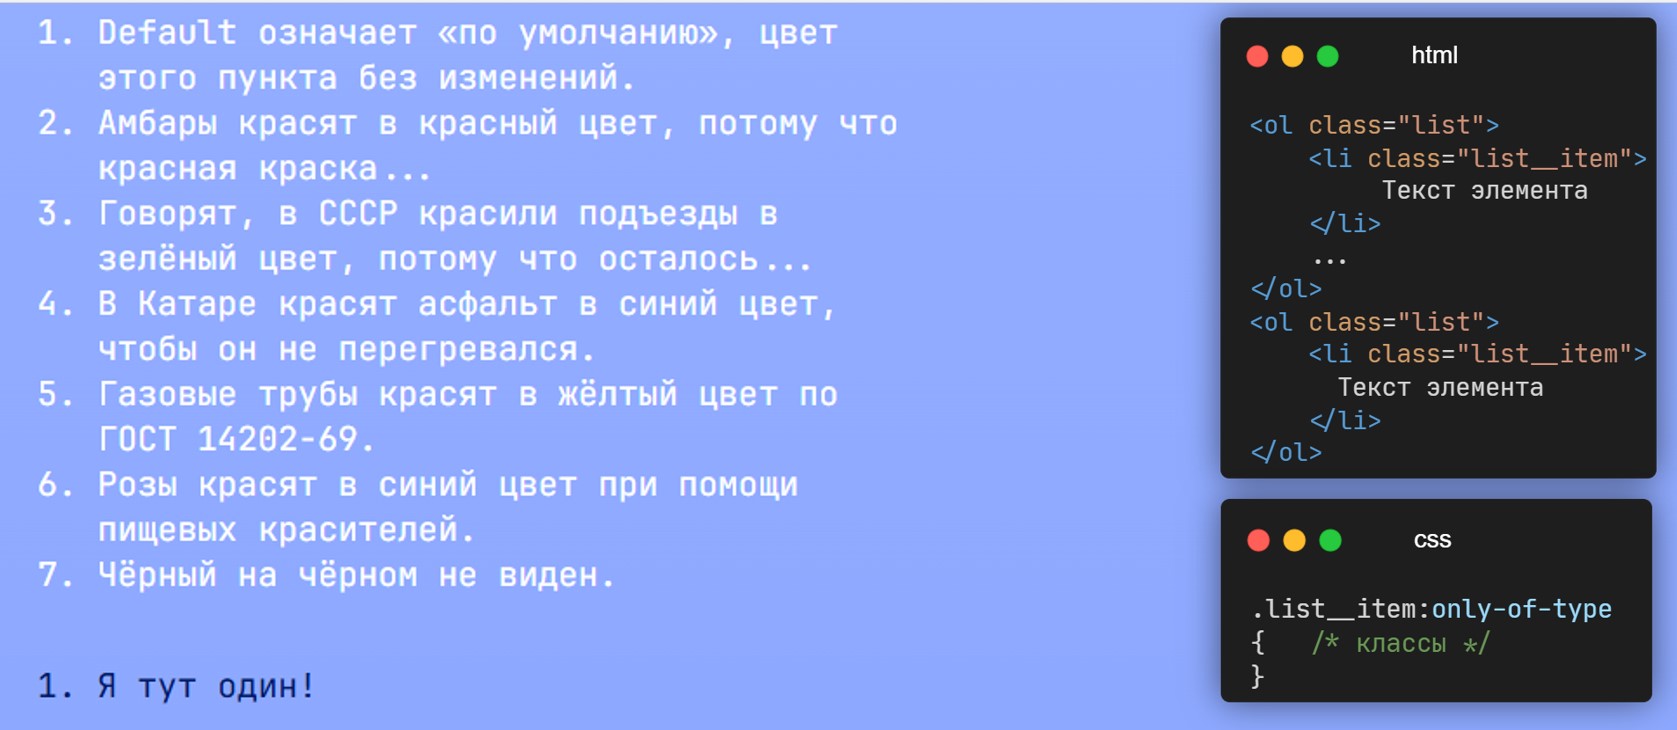 1. Default означает «по умолчанию», цвет
этого пункта без изменений.
2. Амбары красят в красный цвет, потому что
красная краска...
3. Говорят, в СССР красили подъезды в
зелёный цвет, потому что осталось...
4. В Катаре красят асфальт в синий цвет,
чтобы он не перегревался.
5. Газовые трубы красят в жёлтый цвет по
ГОСТ 14202-69.
6. Розы красят в синий цвет при помощи
пищевых красителей.
7. Чёрный на чёрном не виден.
1. Я тут один!
html
<ol class="list">
<li class="list__item">
Текст элемента
</li>
...
</ol>
<ol class="list">
<li class="list__item">
Текст элемента
</li>
</ol>
css
.list__item:only-of-type
{ /* классы */
}